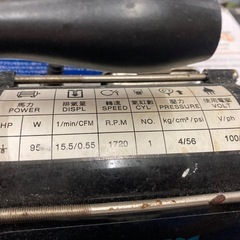 馬力 排氣量 轉速 氣缸數 壓力 使用電壓
POWER DISPL SPEED CYL PRESSURE VOLT
HP W 1/min/CFM R.P.M NO. kg/cm²/psi V/ph
95 15.5/0.55 1720 1 4/56 100